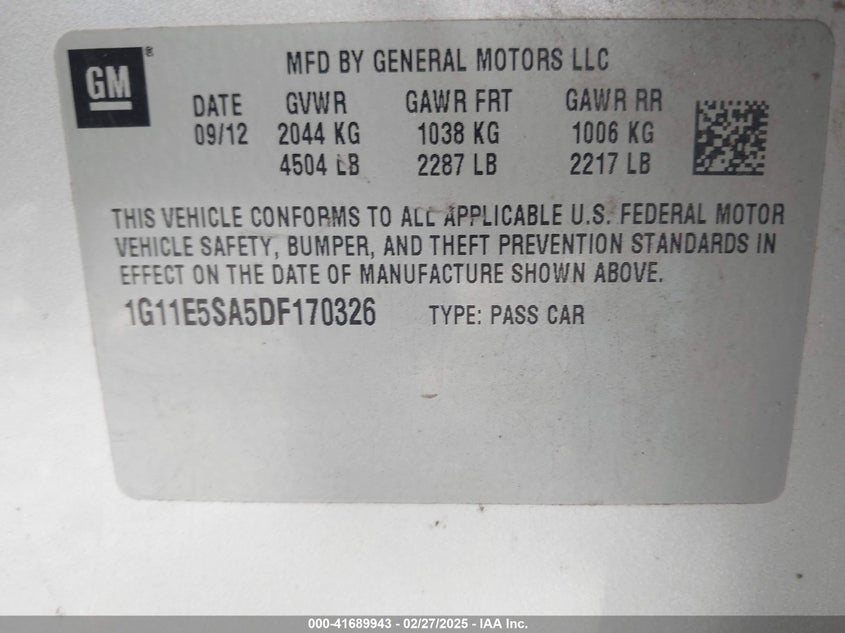 GM ®
MFD BY GENERAL MOTORS LLC
DATE GVWR GAWR FRT GAWR RR
09/12 2044 KG 1038 KG 1006 KG
4504 LB 2287 LB 2217 LB
THIS VEHICLE CONFORMS TO ALL APPLICABLE U.S. FEDERAL MOTOR
VEHICLE SAFETY, BUMPER, AND THEFT PREVENTION STANDARDS IN
EFFECT ON THE DATE OF MANUFACTURE SHOWN ABOVE.
1G11E5SA5DF170326 TYPE: PASS CAR
000-41689943 - 02/27/2025 - IAA Inc.